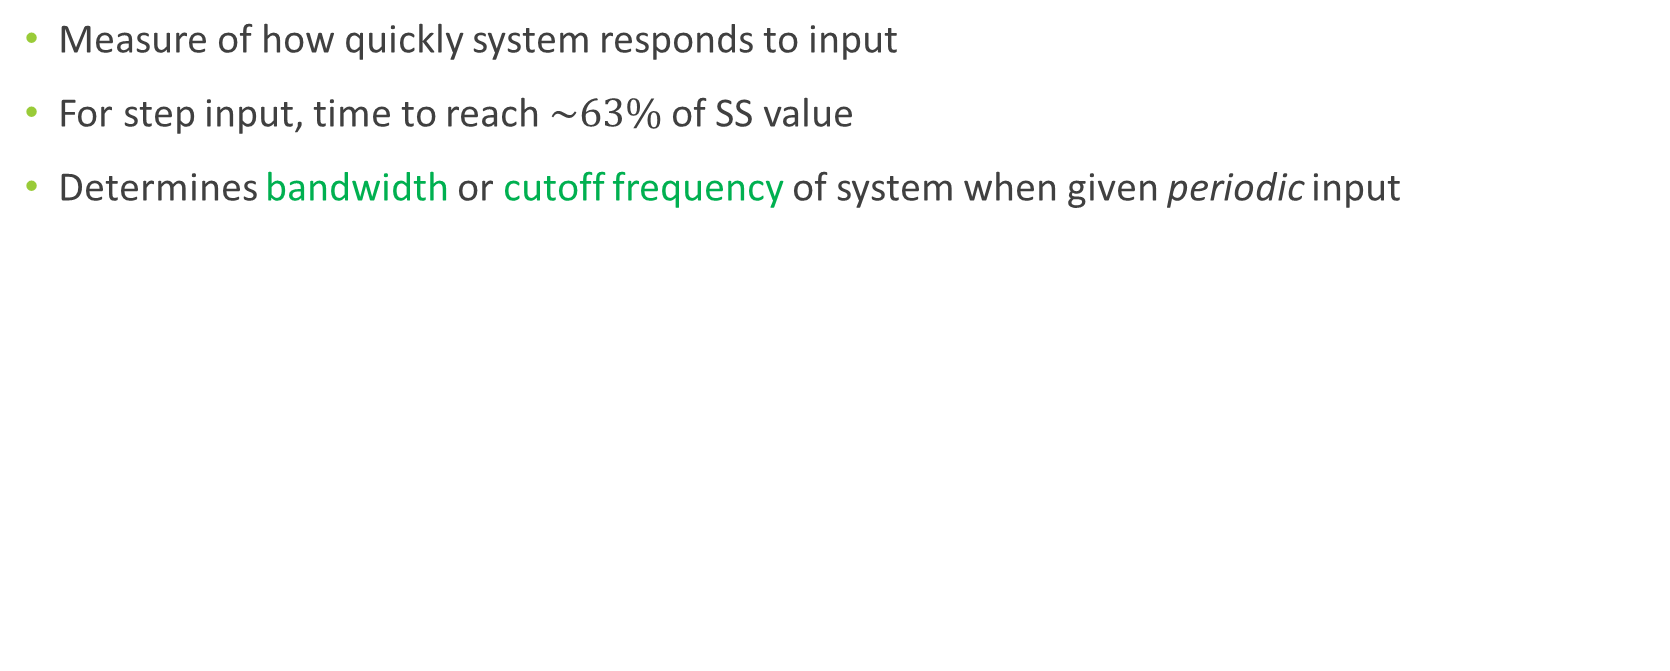 • Measure of how quickly system responds to input
• For step input, time to reach ~63% of SS value
• Determines bandwidth or cutoff frequency of system when given periodic input